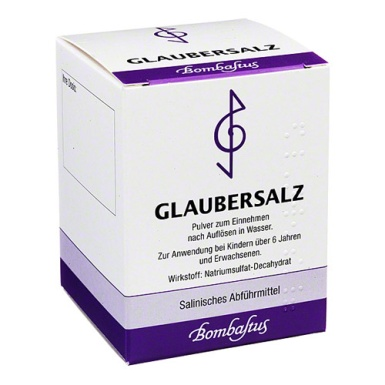 GLAUBERSALZ
Bombastus
GLAUBERSALZ
Pulver zum Einnehmen
nach Auflösen in Wasser.
Zur Anwendung bei Kindern über 6 Jahren
und Erwachsenen.
Wirkstoff: Natriumsulfat-Decahydrat
Salinisches Abführmittel
Bombastus